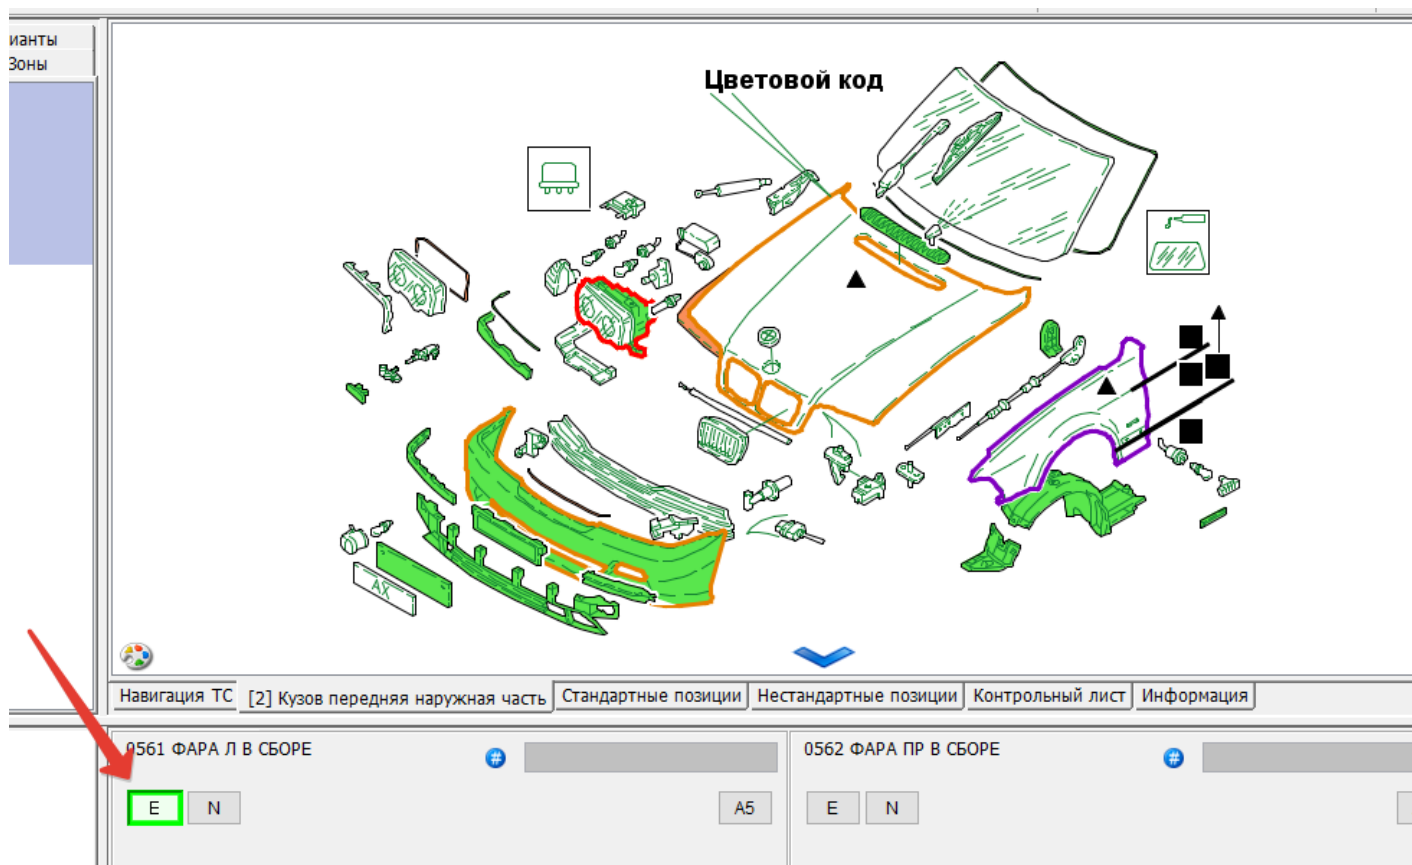 ианты
Зоны
Цветовой код
AX
Навигация ТС
[2] Кузов передняя наружная часть
Стандартные позиции
Нестандартные позиции
Контрольный лист
Информация
0561 ФАРА Л В СБОРЕ
#
0562 ФАРА ПР В СБОРЕ
#
E
N
A5
E
N